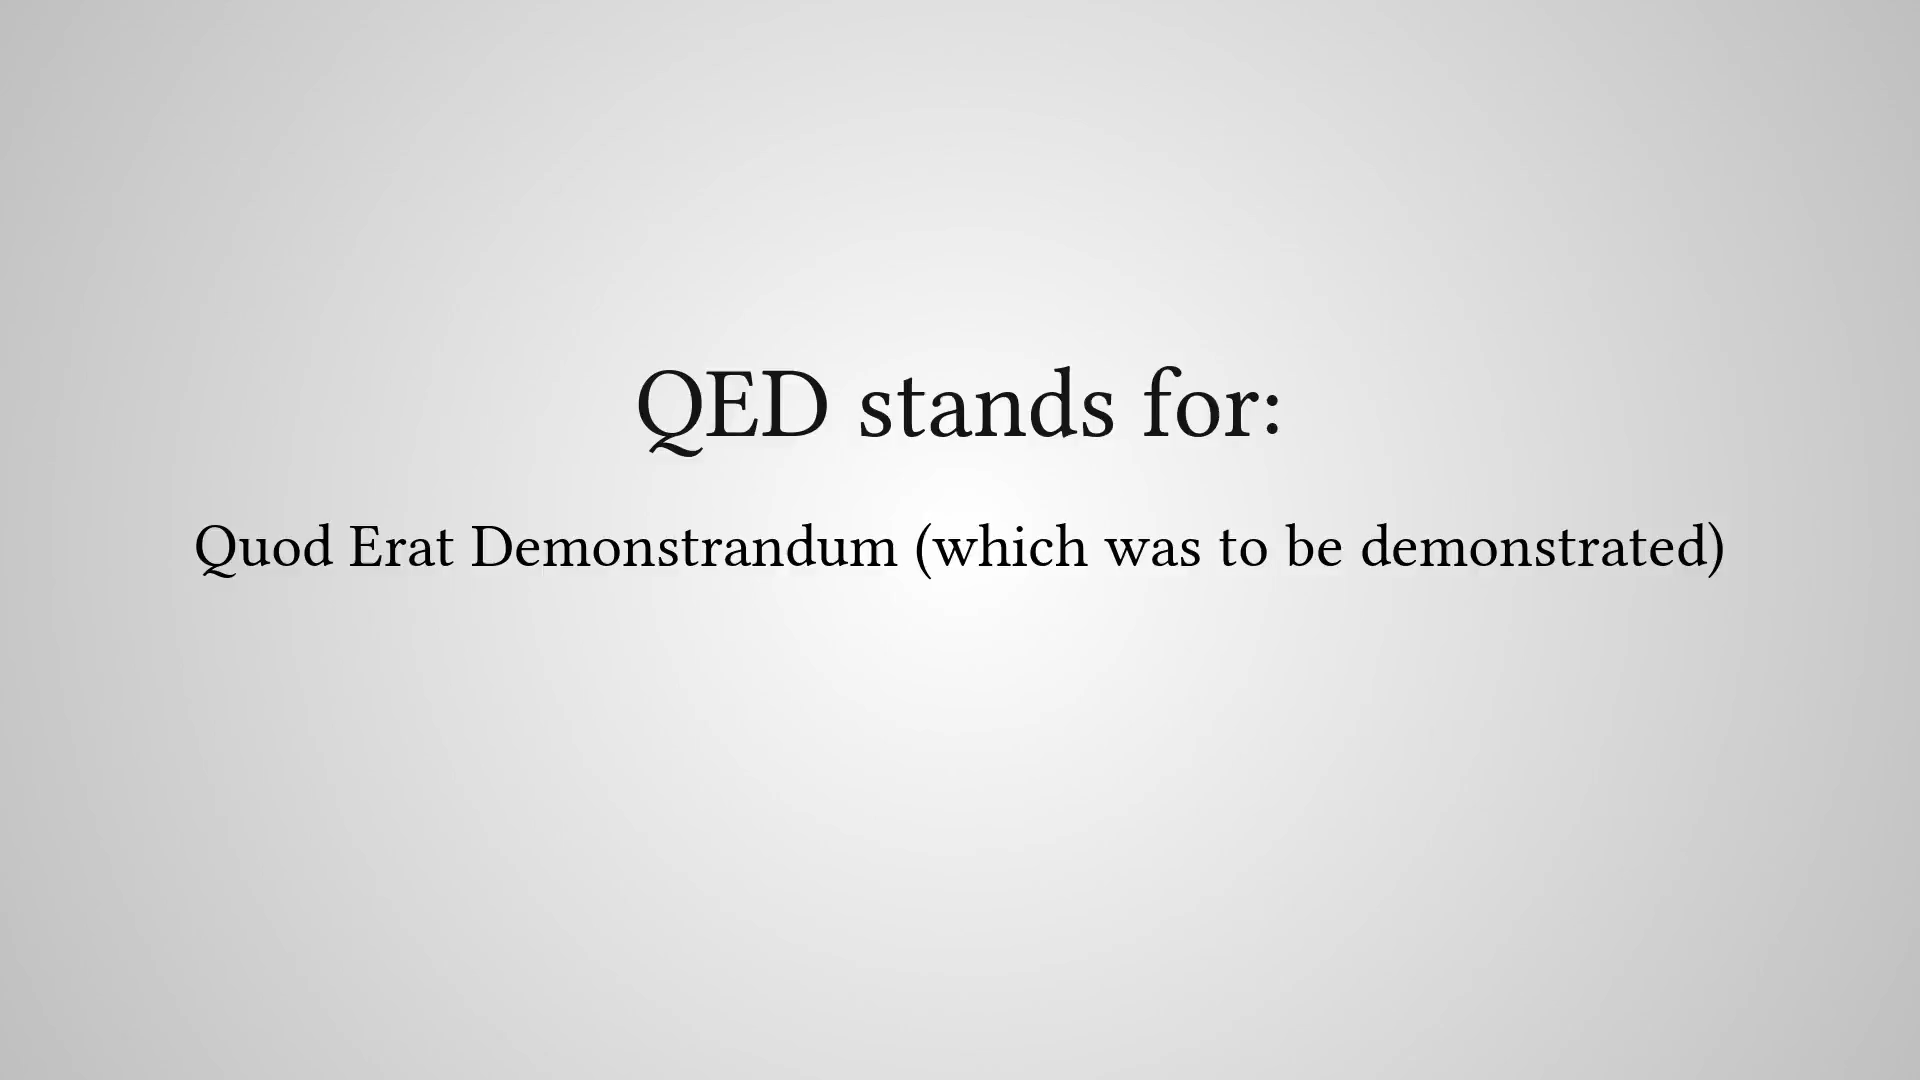 QED stands for:
Quod Erat Demonstrandum (which was to be demonstrated)